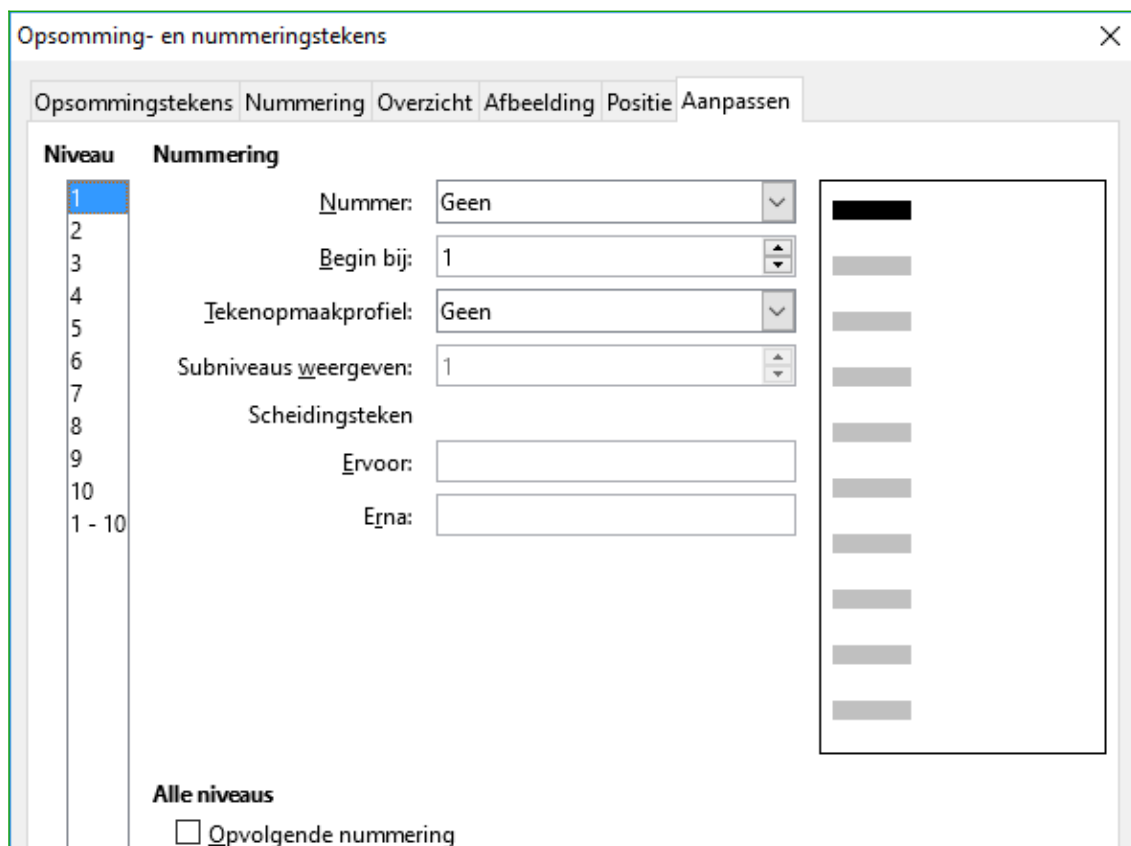 Opsomming- en nummeringstekens
Opsommingstekens Nummering Overzicht Afbeelding Positie Aanpassen
Niveau
1
2
3
4
5
6
7
8
9
10
1 - 10
Nummering
Nummer: Geen
Begin bij: 1
Tekenopmaakprofiel: Geen
Subniveaus weergeven: 1
Scheidingsteken
Ervoor:
Erna:
Alle niveaus
Opvolgende nummering